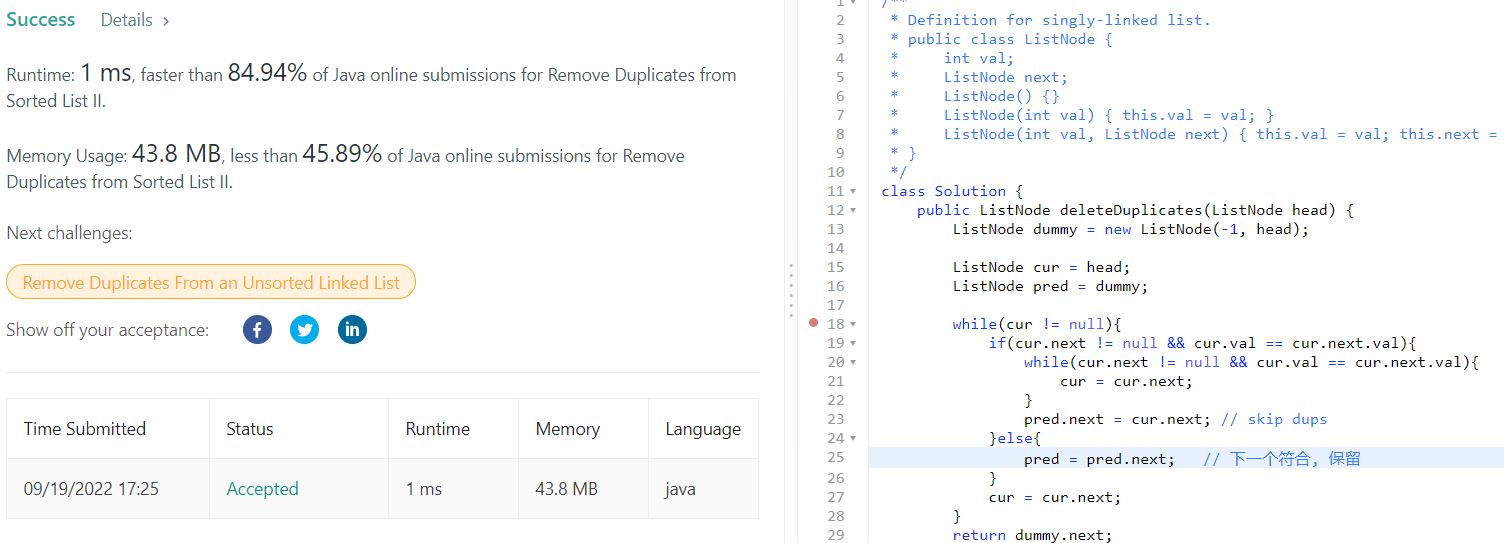 Success Details >
Runtime: 1 ms, faster than 84.94% of Java online submissions for Remove Duplicates from
Sorted List II.
Memory Usage: 43.8 MB, less than 45.89% of Java online submissions for Remove
Duplicates from Sorted List II.
Next challenges:
Remove Duplicates From an Unsorted Linked List
Show off your acceptance:
Time Submitted Status Runtime Memory Language
09/19/2022 17:25 Accepted 1 ms 43.8 MB java
1 /**
2 * Definition for singly-linked list.
3 * public class ListNode {
4 * int val;
5 * ListNode next;
6 * ListNode() {}
7 * ListNode(int val) { this.val = val; }
8 * ListNode(int val, ListNode next) { this.val = val; this.next =
9 * }
10 */
11 class Solution {
12 public ListNode deleteDuplicates(ListNode head) {
13 ListNode dummy = new ListNode(-1, head);
14
15 ListNode cur = head;
16 ListNode pred = dummy;
17
18 while(cur != null){
19 if(cur.next != null && cur.val == cur.next.val){
20 while(cur.next != null && cur.val == cur.next.val){
21 cur = cur.next;
22 }
23 pred.next = cur.next; // skip dups
24 }else{
25 pred = pred.next; // 下一个符合, 保留
26 }
27 cur = cur.next;
28 }
29 return dummy.next;